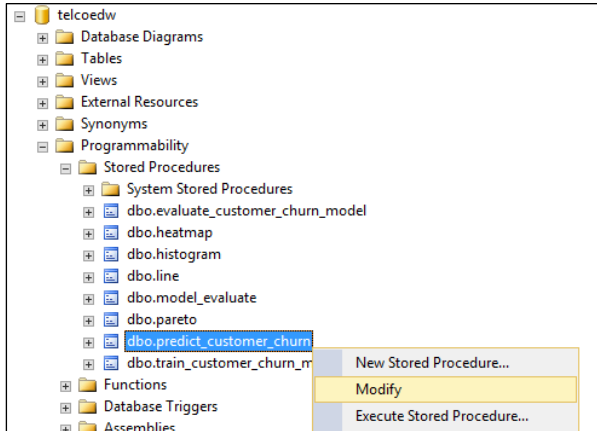 telcoedw
Database Diagrams
Tables
Views
External Resources
Synonyms
Programmability
Stored Procedures
System Stored Procedures
dbo.evaluate_customer_churn_model
dbo.heatmap
dbo.histogram
dbo.line
dbo.model_evaluate
dbo.pareto
dbo.predict_customer_churn
dbo.train_customer_churn_m New Stored Procedure...
Functions Modify
Database Triggers Execute Stored Procedure...
Assemblies